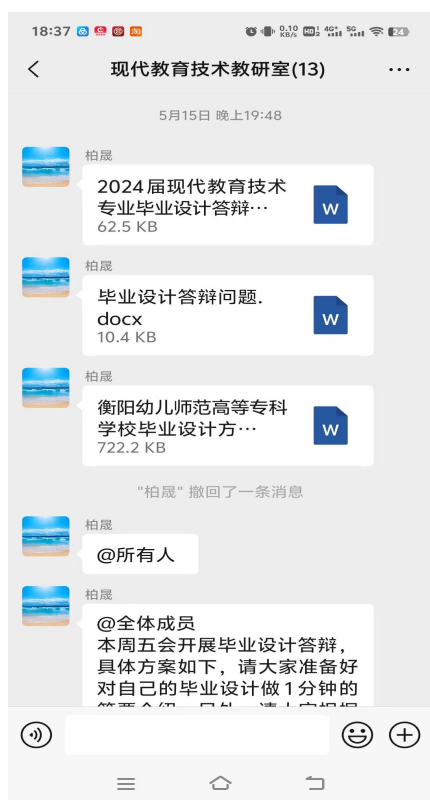 18:37
0.10 KB/s HD 4G 5G 24
现代教育技术教研室(13)
5月15日 晚上19:48
柏晟
2024届现代教育技术
专业毕业设计答辩…
62.5 KB
W
柏晟
毕业设计答辩问题.
docx
10.4 KB
W
柏晟
衡阳幼儿师范高等专科
学校毕业设计方…
722.2 KB
W
"柏晟" 撤回了一条消息
柏晟
@所有人
柏晟
@全体成员
本周五会开展毕业设计答辩，
具体方案如下，请大家准备好
对自己的毕业设计做1分钟的